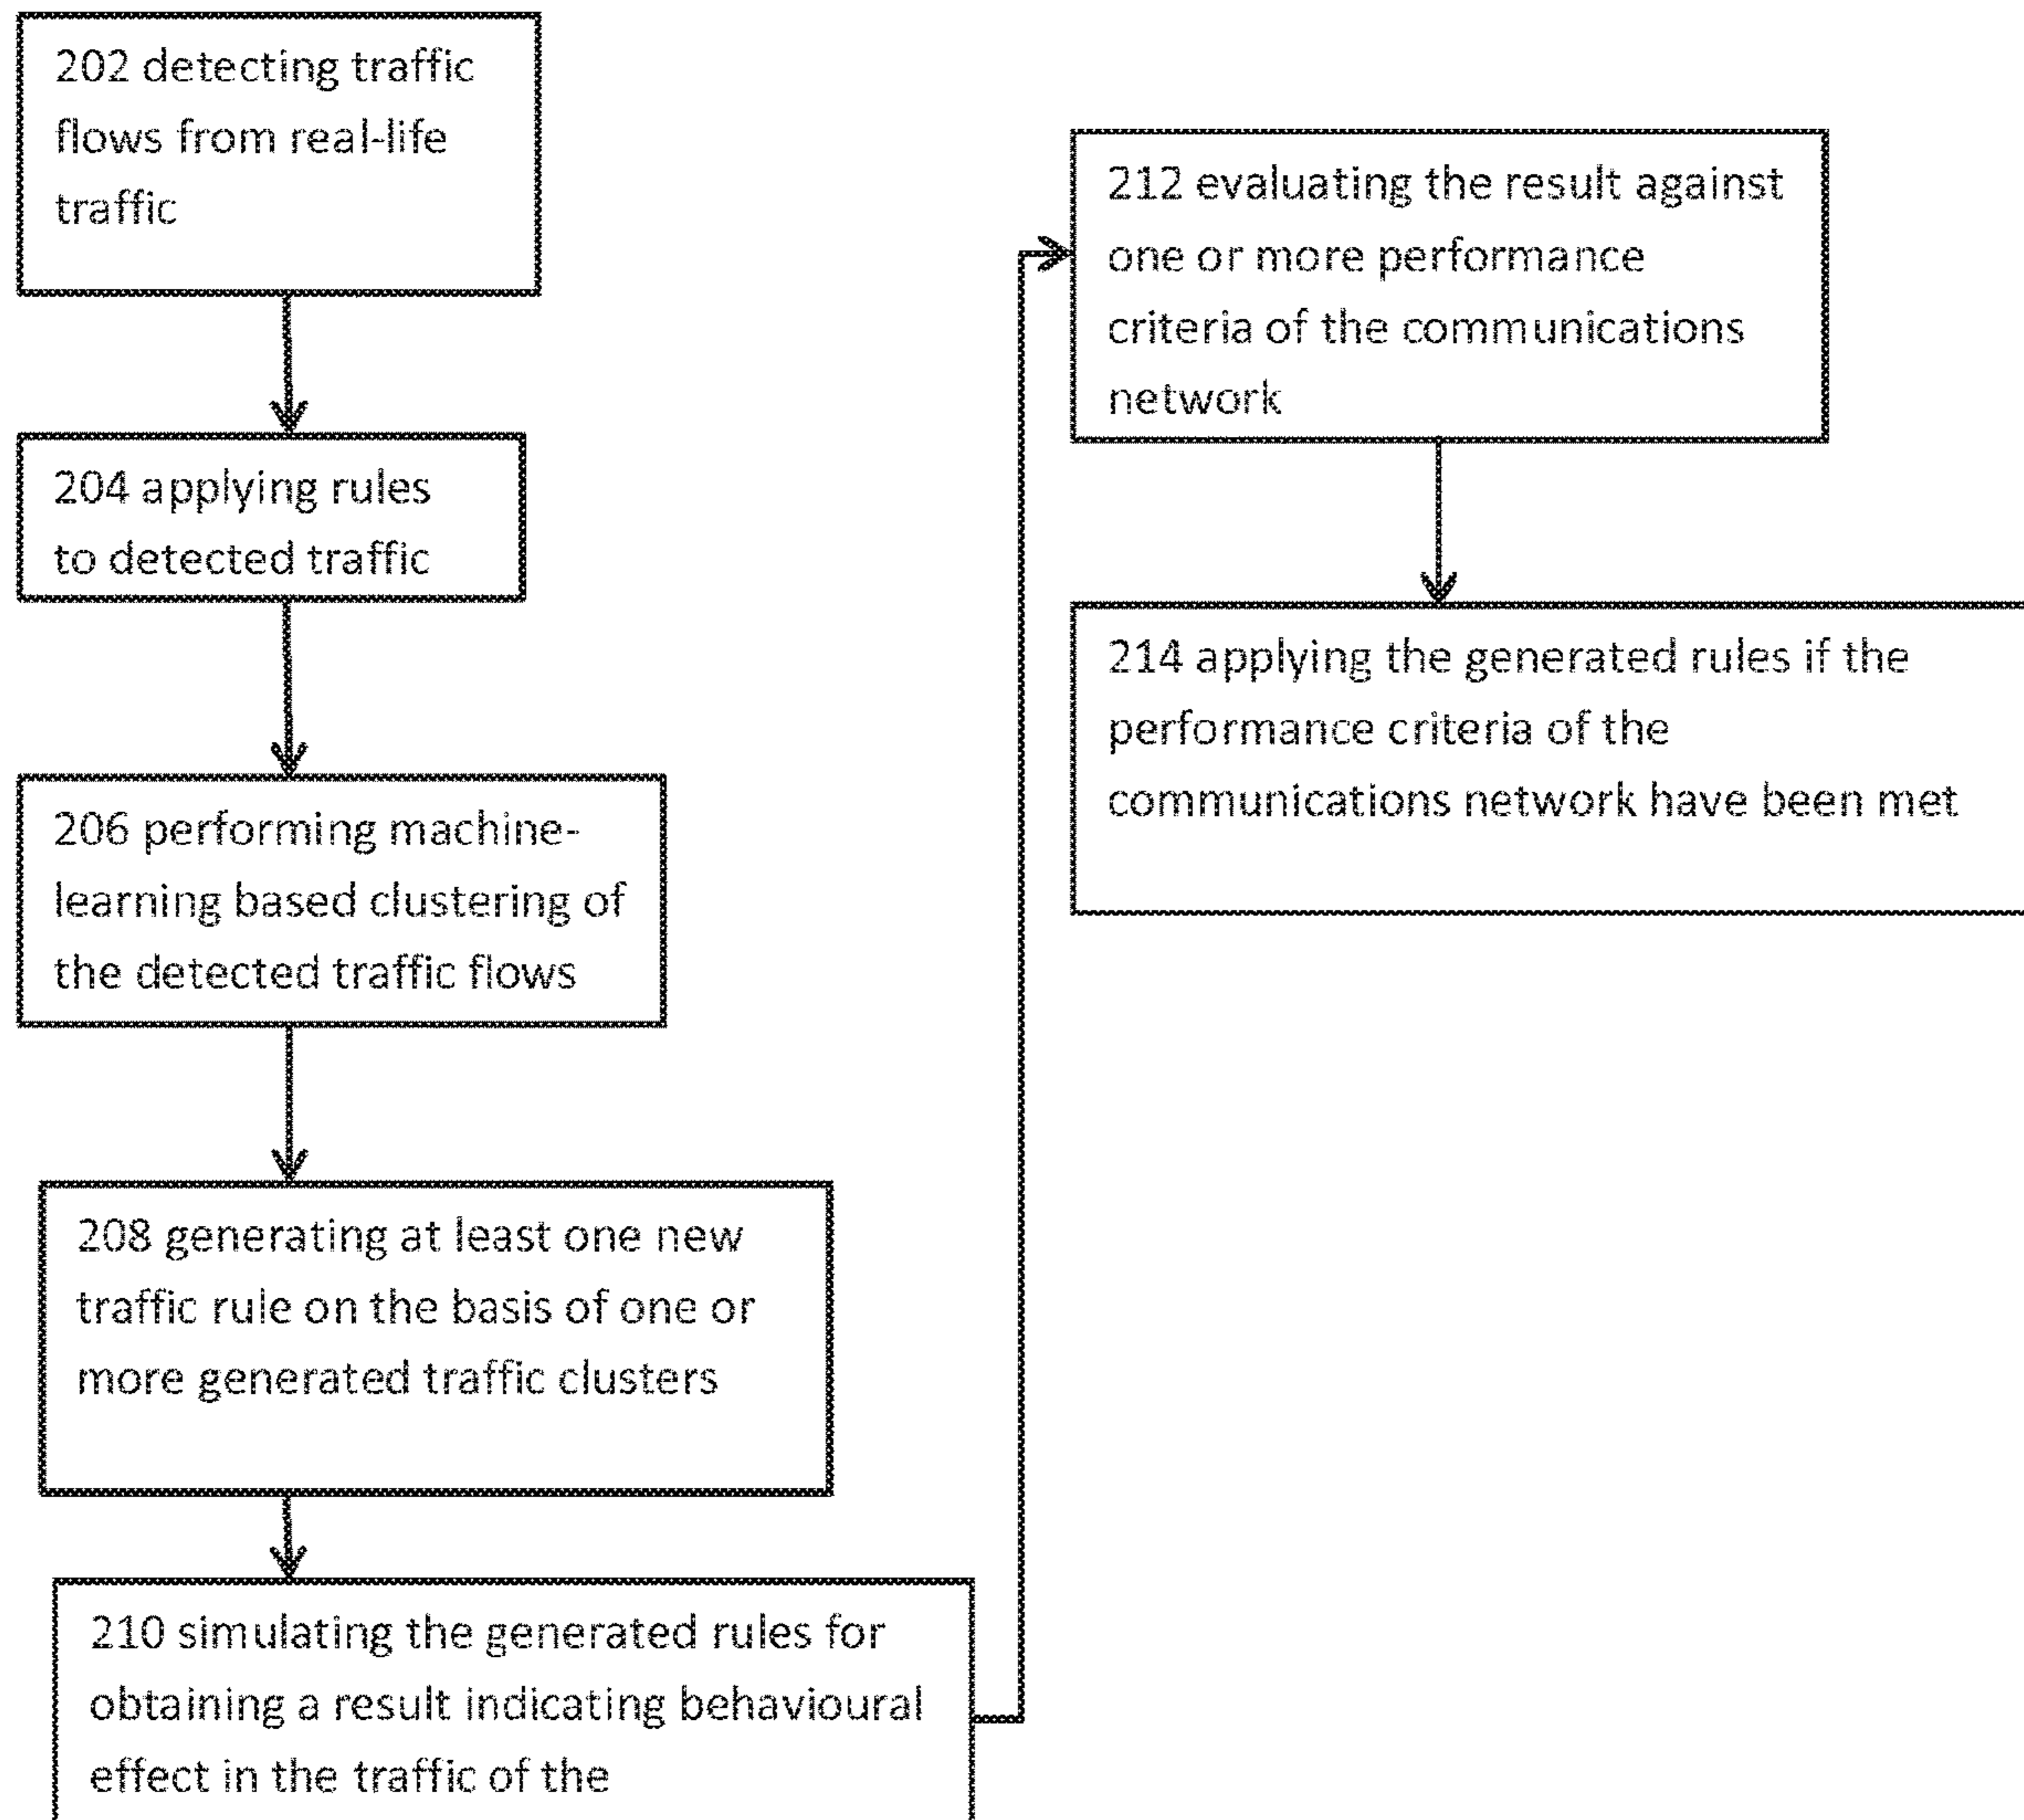 202 detecting traffic
flows from real-life
traffic
204 applying rules
to detected traffic
206 performing machine-
learning based clustering of
the detected traffic flows
208 generating at least one new
traffic rule on the basis of one or
more generated traffic clusters
210 simulating the generated rules for
obtaining a result indicating behavioural
effect in the traffic of the
212 evaluating the result against
one or more performance
criteria of the communications
network
214 applying the generated rules if the
performance criteria of the
communications network have been met